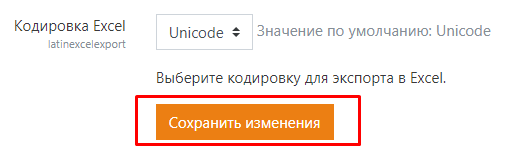 Кодировка Excel Unicode Значение по умолчанию: Unicode
latinexcelexport
Выберите кодировку для экспорта в Excel.
Сохранить изменения